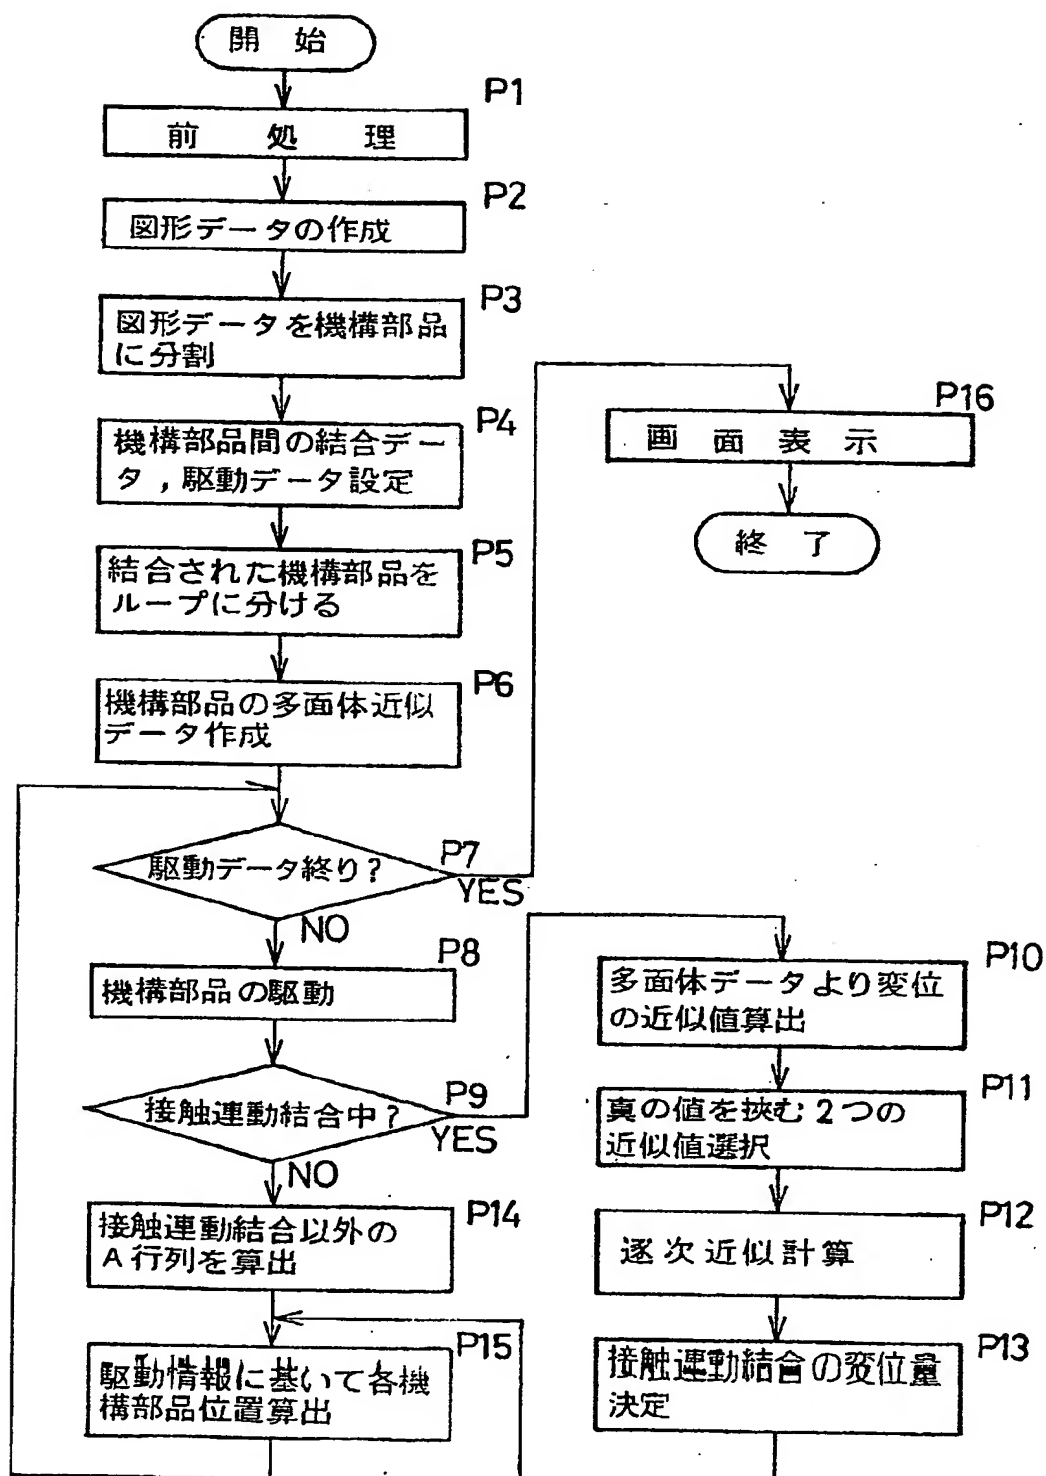 開始
P1
前処理
P2
図形データの作成
P3
図形データを機構部品
に分割
P4
機構部品間の結合デー
タ,駆動データ設定
P5
結合された機構部品を
ループに分ける
P6
機構部品の多面体近似
データ作成
駆動データ終り?
P7
YES
NO
P16
画面表示
終了
P8
機構部品の駆動
接触連動結合中?
P9
YES
NO
P10
多面体データより変位
の近似値算出
P11
真の値を挟む2つの
近似値選択
P12
逐次近似計算
P13
接触連動結合の変位量
決定
P14
接触連動結合以外の
A行列を算出
P15
駆動情報に基いて各機
構部品位置算出